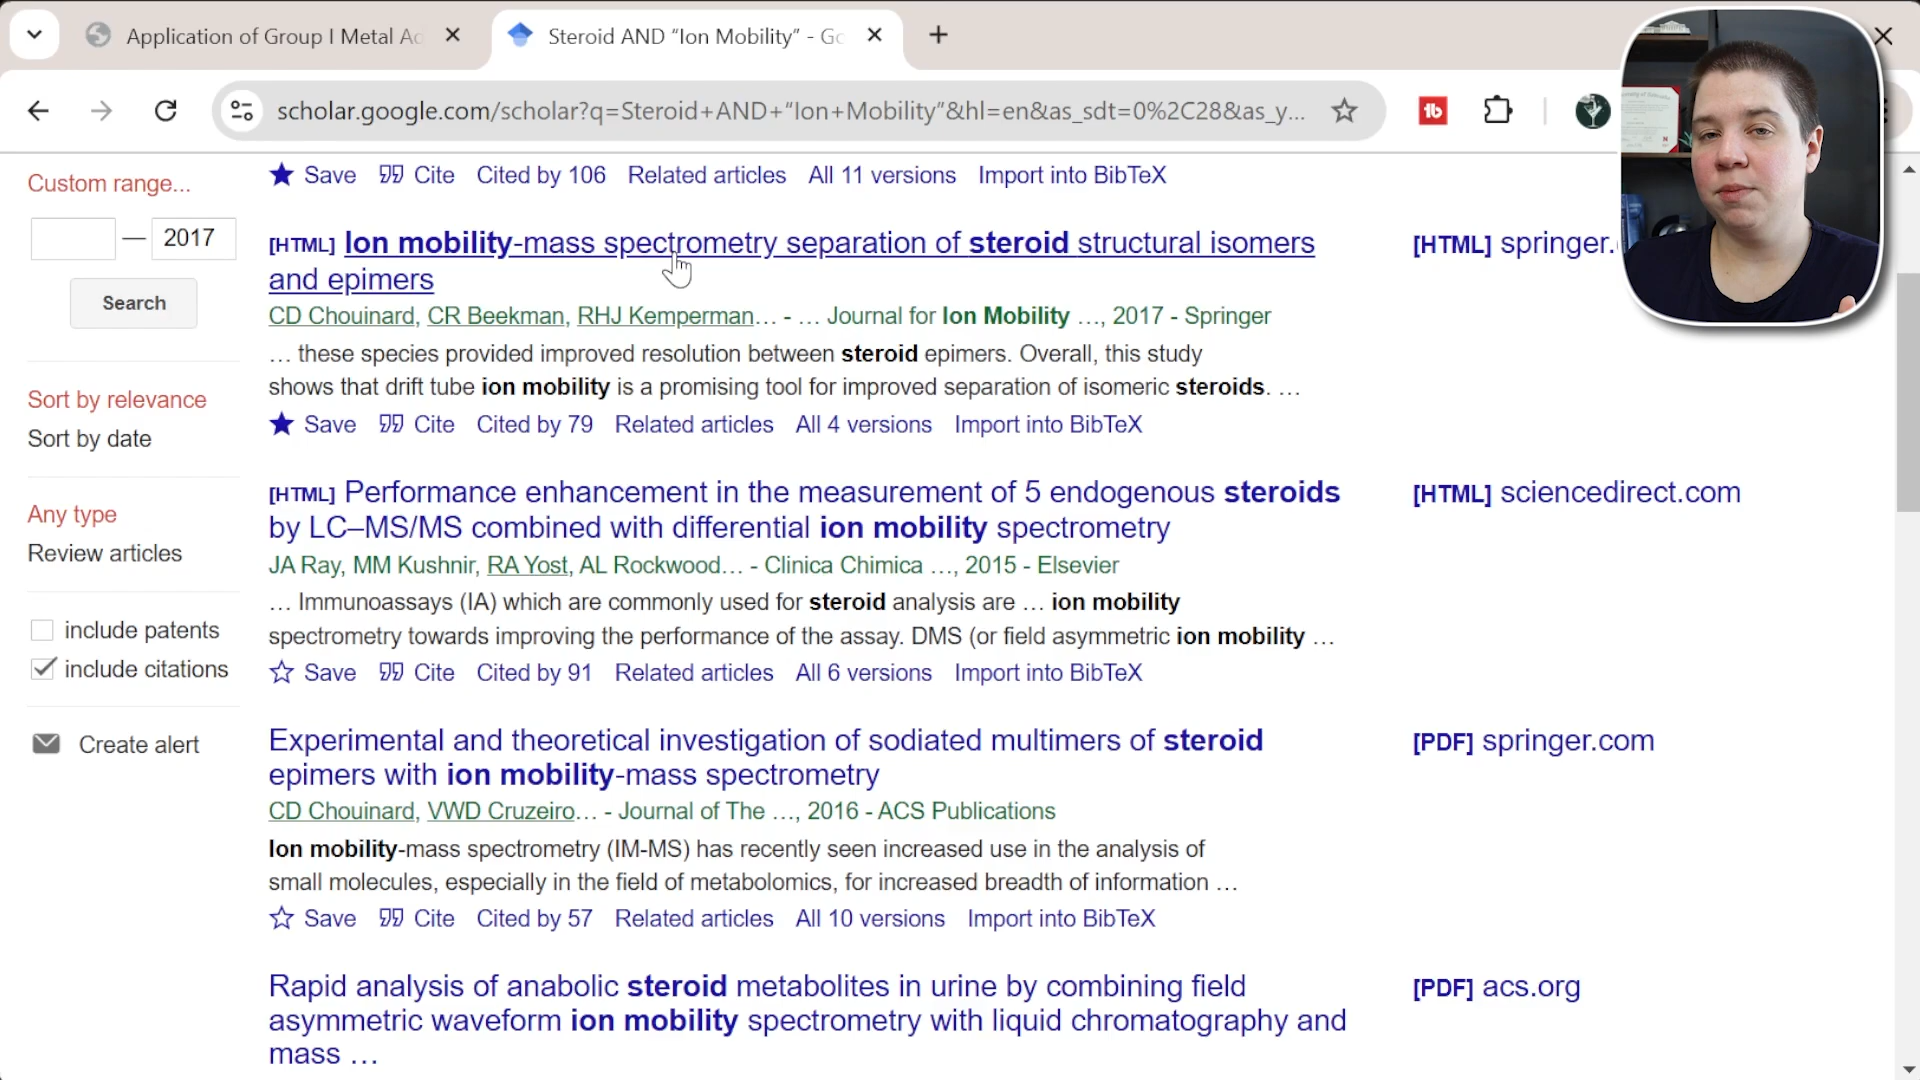 Application of Group I Metal Ac
Steroid AND “Ion Mobility” - Go
scholar.google.com/scholar?q=Steroid+AND+“Ion+Mobility”&hl=en&as_sdt=0%2C28&as_y...
Custom range...
— 2017
Search
Sort by relevance
Sort by date
Any type
Review articles
include patents
include citations
Create alert
Save Cite Cited by 106 Related articles All 11 versions Import into BibTeX
[HTML] Ion mobility-mass spectrometry separation of steroid structural isomers
and epimers
[HTML] springer.
CD Chouinard, CR Beekman, RHJ Kemperman… - … Journal for Ion Mobility …, 2017 - Springer
… these species provided improved resolution between steroid epimers. Overall, this study
shows that drift tube ion mobility is a promising tool for improved separation of isomeric steroids. …
Save Cite Cited by 79 Related articles All 4 versions Import into BibTeX
[HTML] Performance enhancement in the measurement of 5 endogenous steroids
by LC–MS/MS combined with differential ion mobility spectrometry
[HTML] sciencedirect.com
JA Ray, MM Kushnir, RA Yost, AL Rockwood… - Clinica Chimica …, 2015 - Elsevier
… Immunoassays (IA) which are commonly used for steroid analysis are … ion mobility
spectrometry towards improving the performance of the assay. DMS (or field asymmetric ion mobility …
Save Cite Cited by 91 Related articles All 6 versions Import into BibTeX
Experimental and theoretical investigation of sodiated multimers of steroid
epimers with ion mobility-mass spectrometry
[PDF] springer.com
CD Chouinard, VWD Cruzeiro… - Journal of The …, 2016 - ACS Publications
Ion mobility-mass spectrometry (IM-MS) has recently seen increased use in the analysis of
small molecules, especially in the field of metabolomics, for increased breadth of information …
Save Cite Cited by 57 Related articles All 10 versions Import into BibTeX
Rapid analysis of anabolic steroid metabolites in urine by combining field
asymmetric waveform ion mobility spectrometry with liquid chromatography and
mass …
[PDF] acs.org